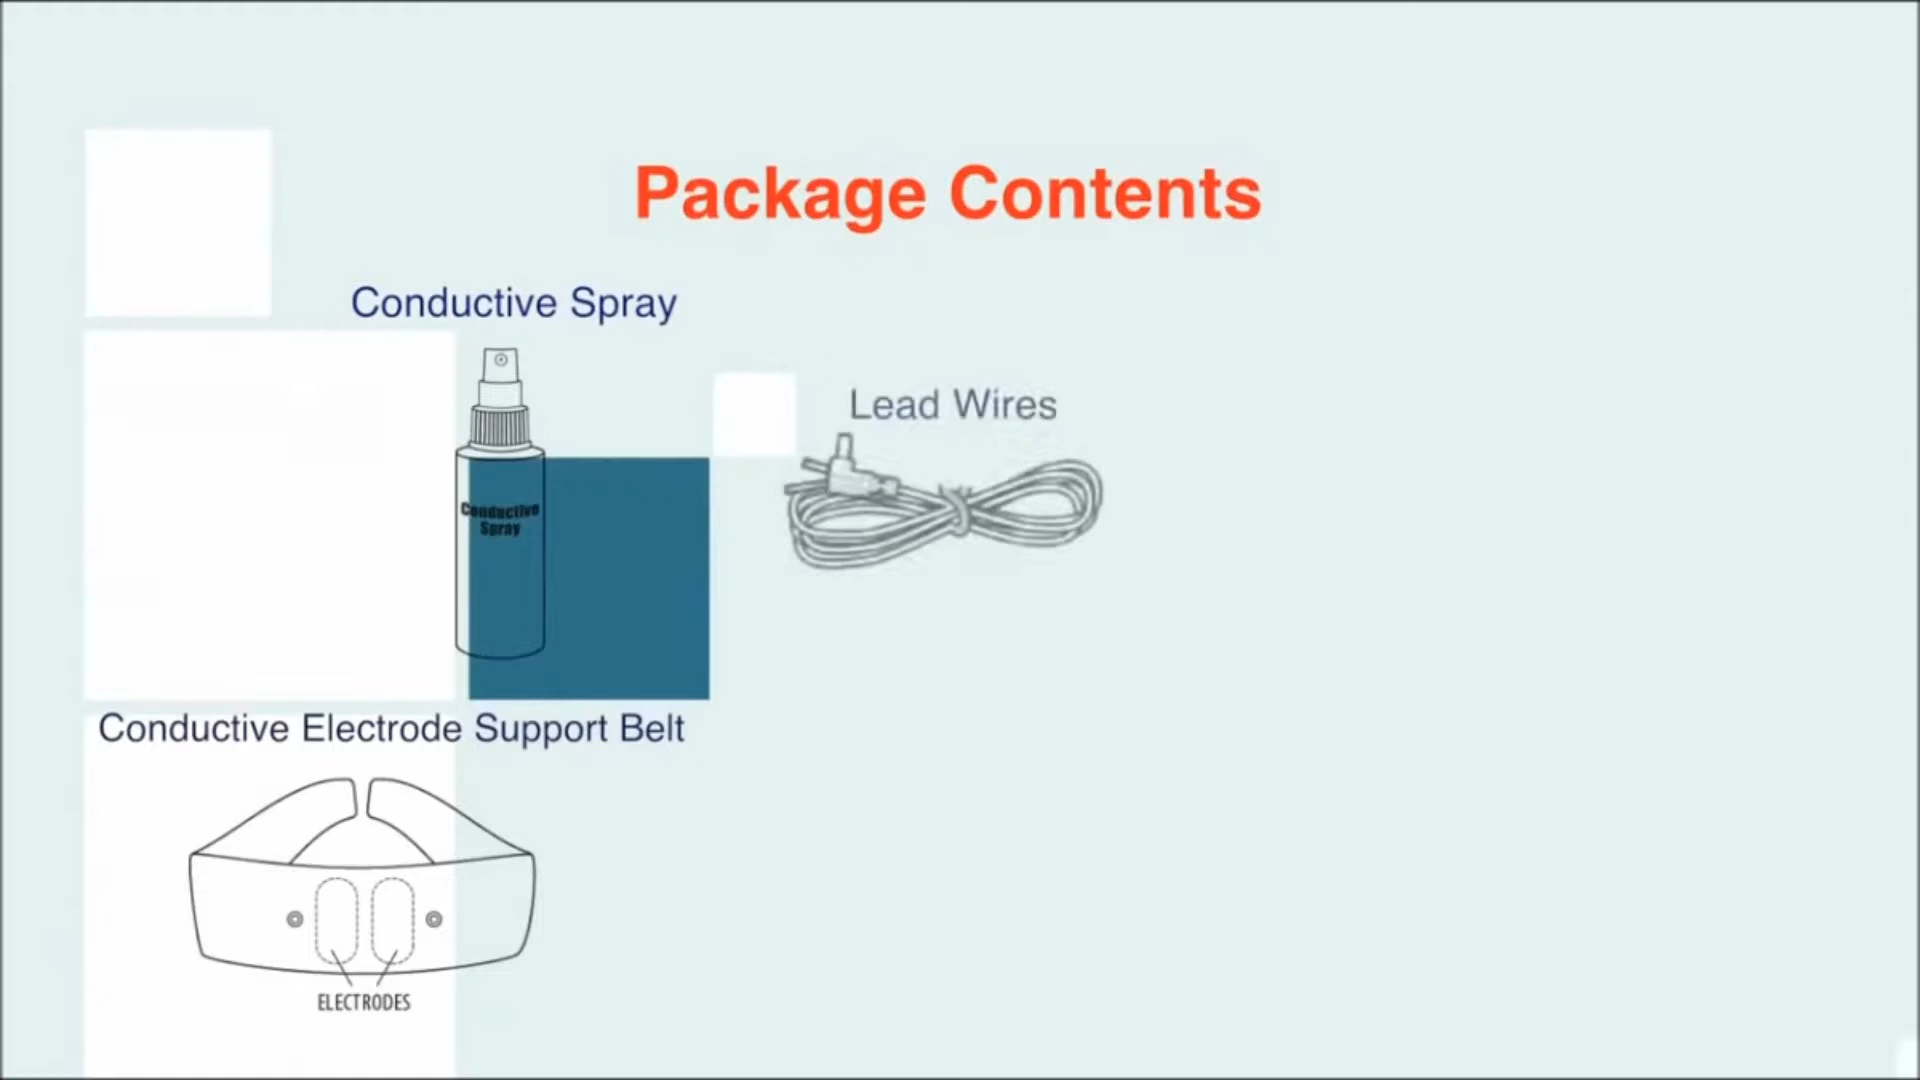 Package Contents
Conductive Spray
Lead Wires
Conductive
Spray
Conductive Electrode Support Belt
ELECTRODES